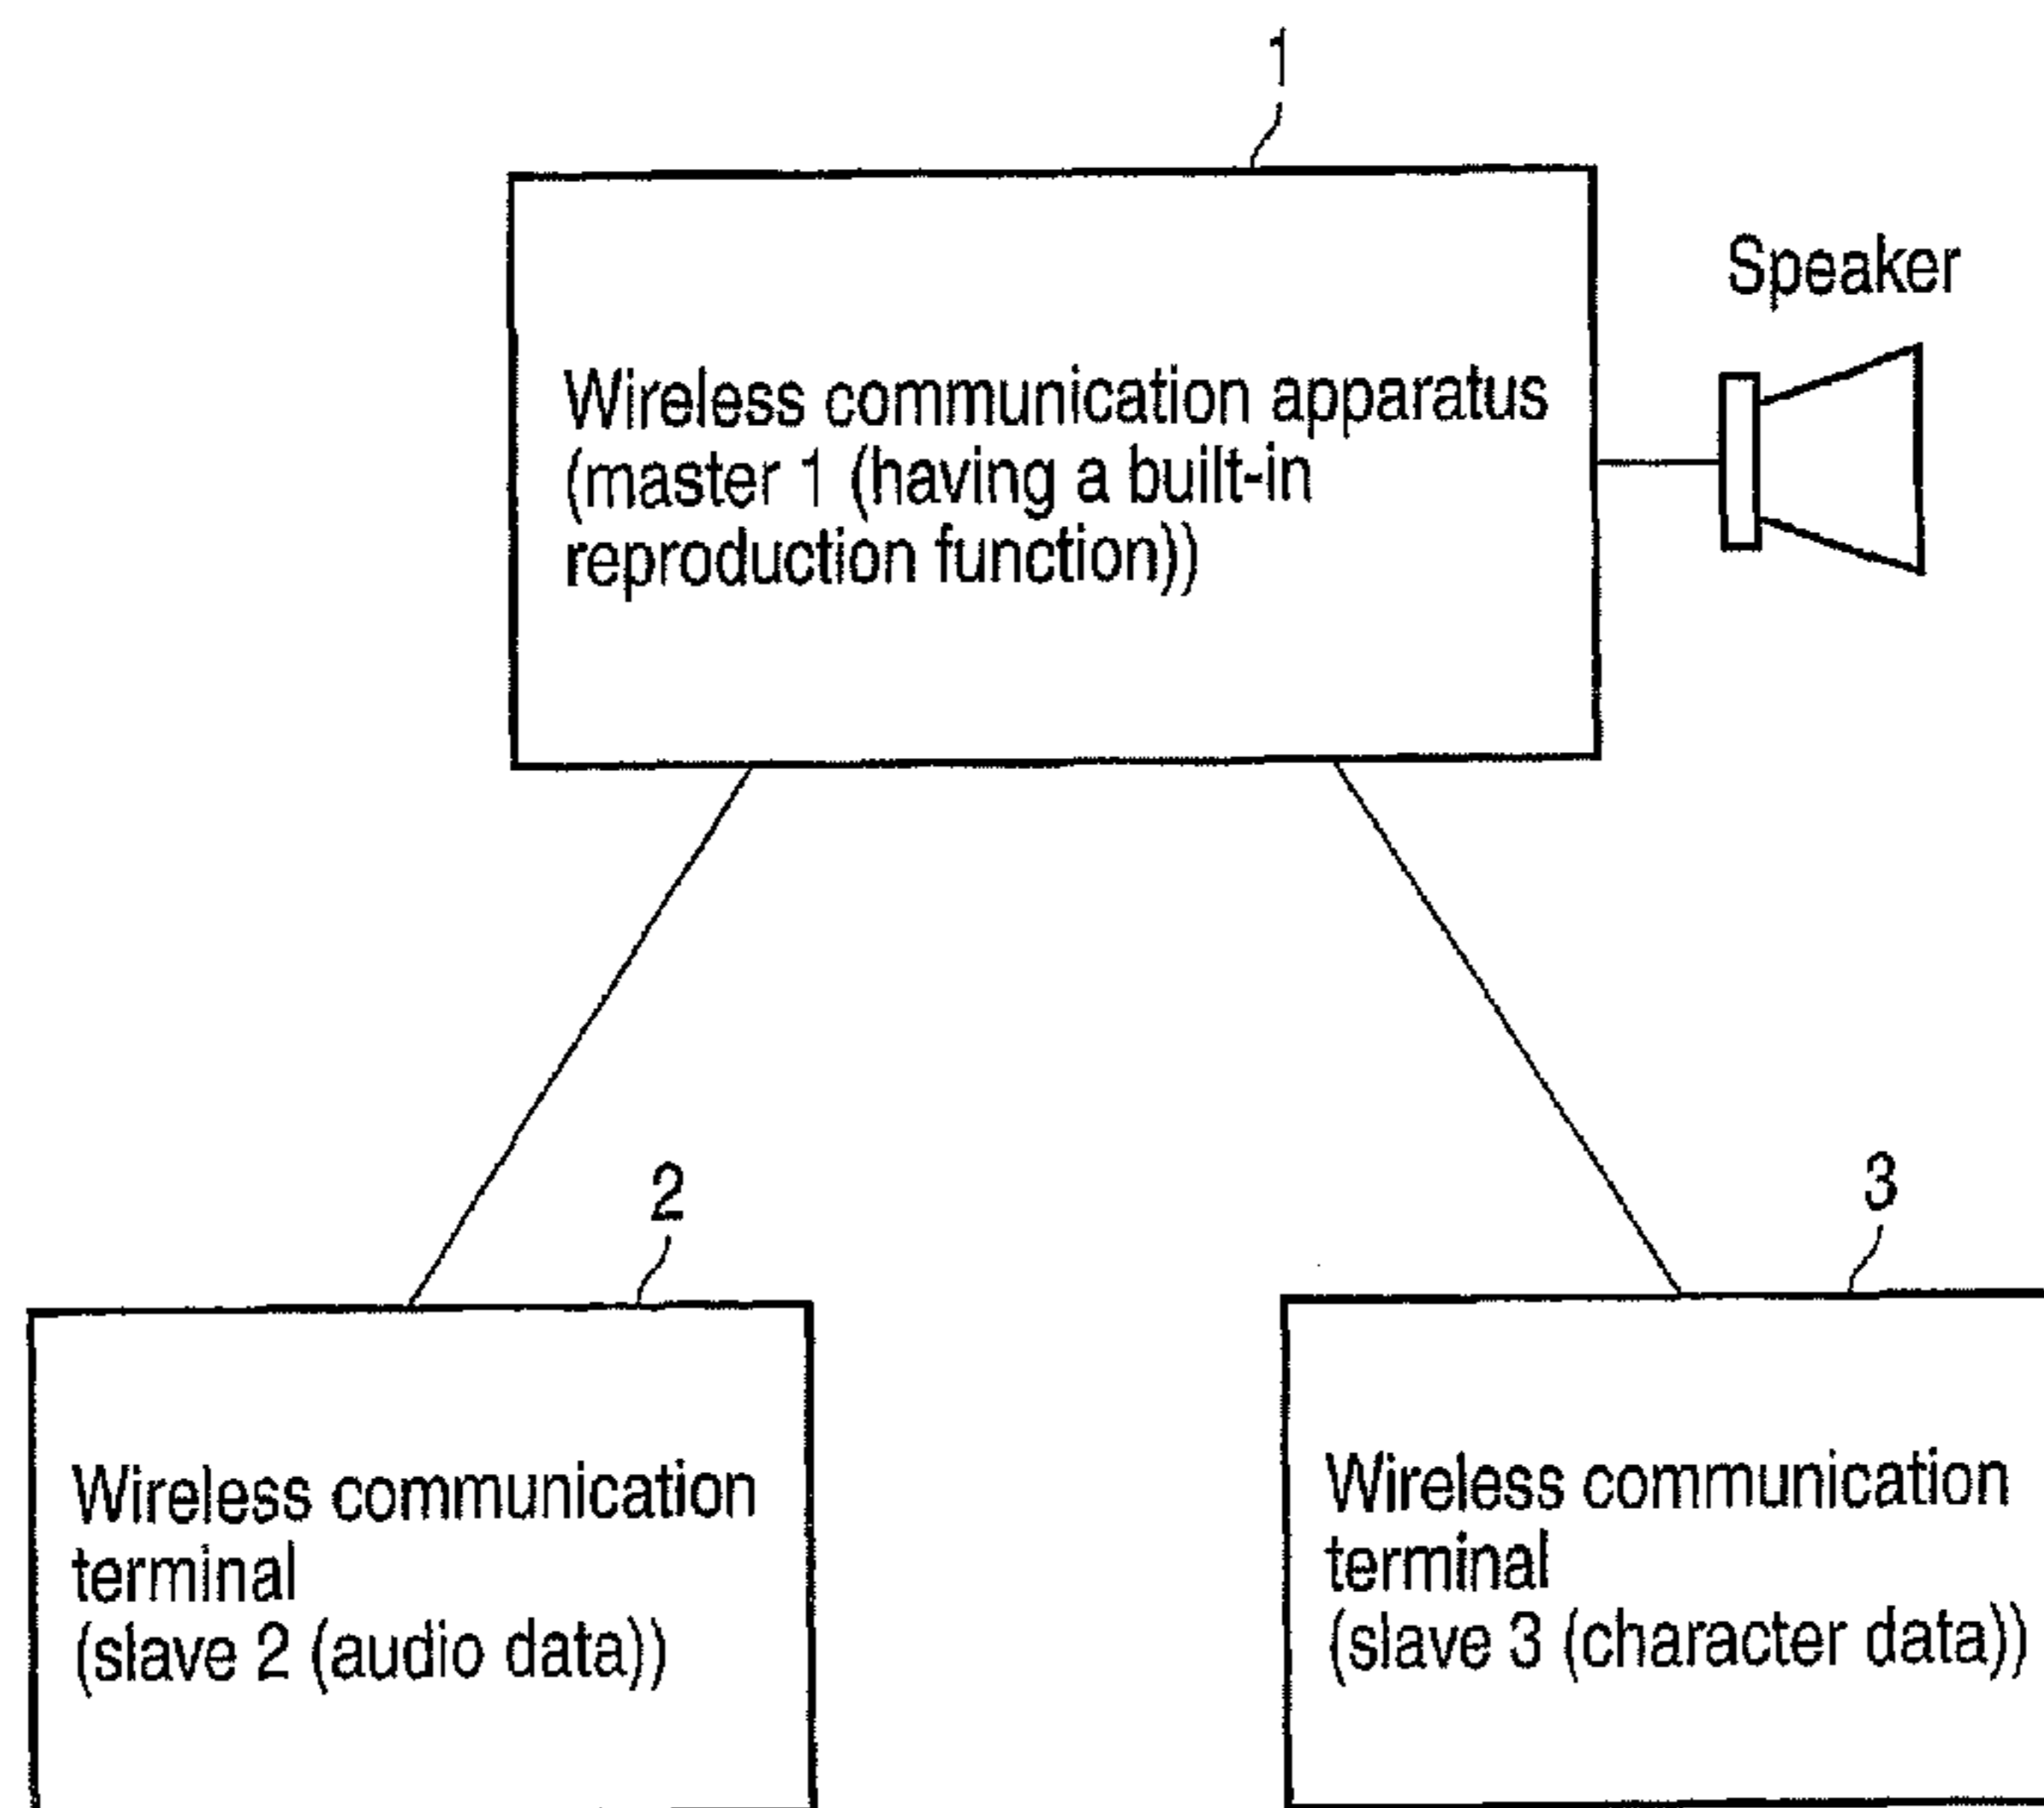 1
Speaker
Wireless communication apparatus
(master 1 (having a built-in
reproduction function))
2
3
Wireless communication
terminal
(slave 2 (audio data))
Wireless communication
terminal
(slave 3 (character data))